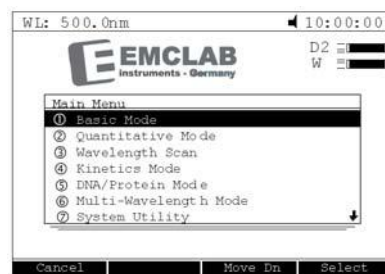 WL: 500.0nm 10:00:00
D2
W
EMCLAB
Instruments - Germany
Main Menu
① Basic Mode
② Quantitative Mode
③ Wavelength Scan
④ Kinetics Mode
⑤ DNA/Protein Mode
⑥ Multi-Wavelength Mode
⑦ System Utility
Cancel Move Dn Select